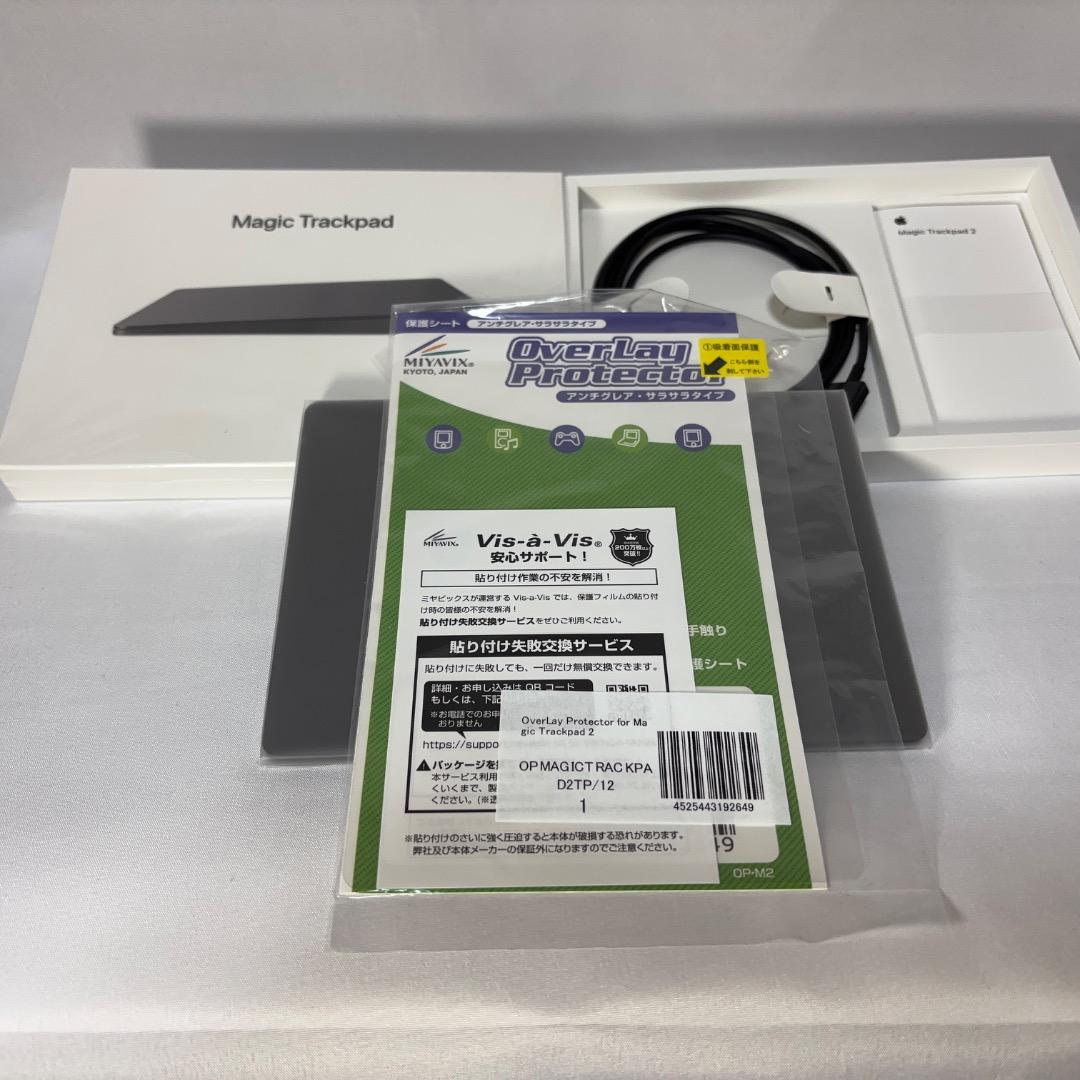 Magic Trackpad
Magic Trackpad 2
保護シート アンチグレア・サラサラタイプ
MIYAVIX®
KYOTO, JAPAN
OverLay
Protector
①吸着面保護
こちら側を
剥して下さい
アンチグレア・サラサラタイプ
MIYAVIX®
Vis-à-Vis®
安心サポート！
200万枚以上
突破!!
貼り付け作業の不安を解消！
ミヤビックスが運営する Vis-a-Vis では、保護フィルムの貼り付
け時の皆様の不安を解消！
貼り付け失敗交換サービスをぜひご利用ください。
手触り
護シート
貼り付け失敗交換サービス
貼り付けに失敗しても、一回だけ無償交換できます。
詳細・お申し込みは QR コード
もしくは、下記
※お電話でのお申
おりません
https://suppo
OverLay Protector for Ma
gic Trackpad 2
OPMAGICTRACKPA
D2TP/12
1
4525443192649
パッケージを
本サービス利用
くいくまで、製
ください。(※送
※貼り付けのさいに強く圧迫すると本体が破損する恐れがあります。
弊社及び本体メーカーの保証外になりますのでご注意ください。
49
OP-M2